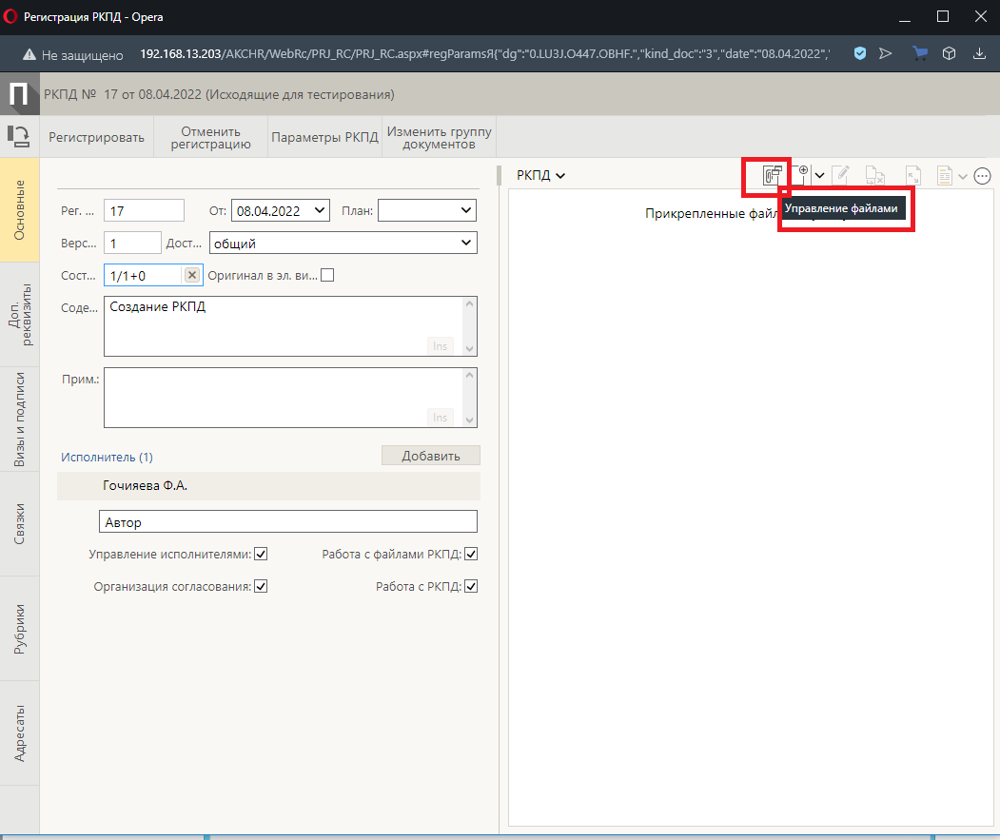 Регистрация РКПД - Opera
Не защищено 192.168.13.203/AKCHR/WebRc/PRJ_RC/PRJ_RC.aspx#regParamsЯ{"dg":"0.LU3J.O447.OBHF.","kind_doc":"3","date":"08.04.2022","
П РКПД № 17 от 08.04.2022 (Исходящие для тестирования)
Регистрировать
Отменить
регистрацию
Параметры РКПД
Изменить группу
документов
Основные
Доп.
реквизиты
Визы и подписи
Связки
Рубрики
Адресаты
Рег. ... 17 От: 08.04.2022 План:
Верс... 1 Дост... общий
Сост... 1/1+0 Оригинал в эл. ви...
Соде... Создание РКПД
Ins
Прим.:
Ins
Исполнитель (1) Добавить
Гочияева Ф.А.
Автор
Управление исполнителями: Работа с файлами РКПД:
Организация согласования: Работа с РКПД:
РКПД
Управление файлами
Прикрепленные файл